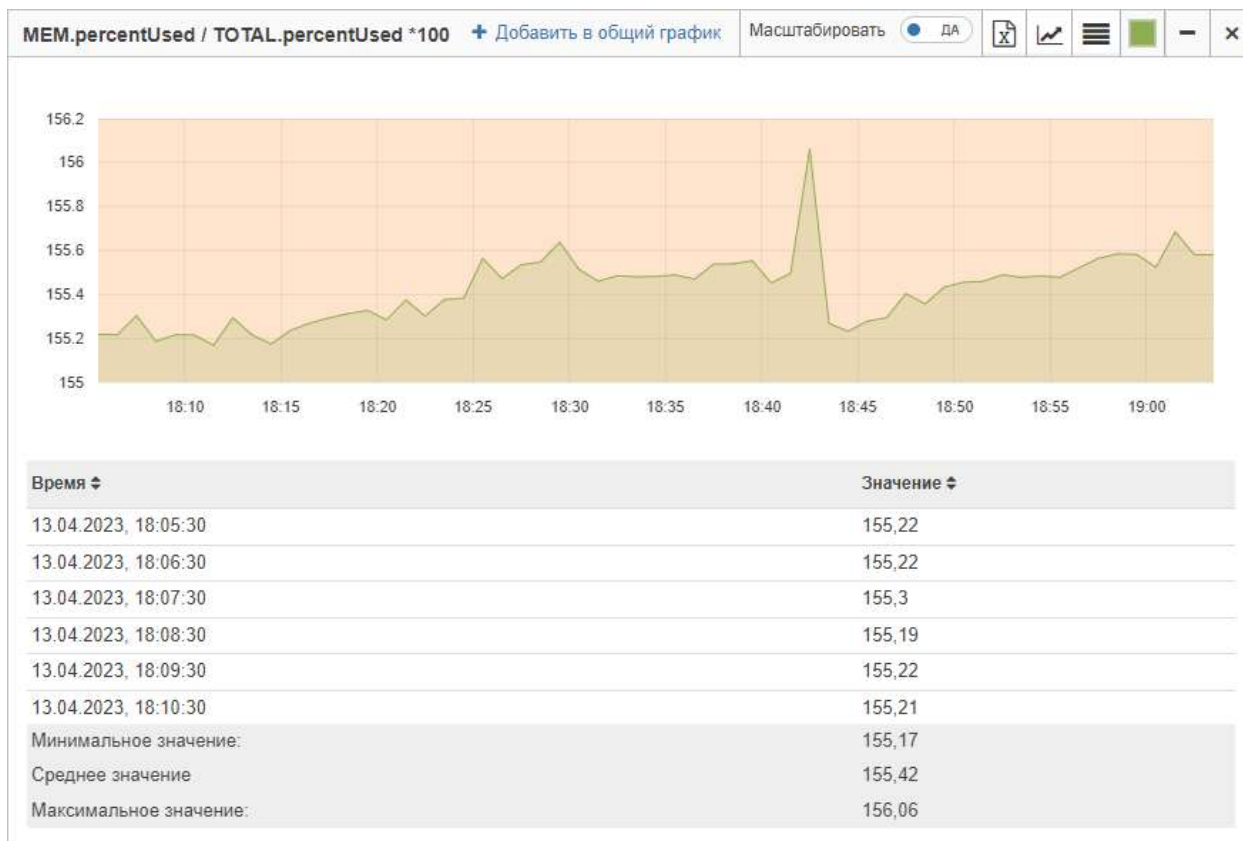 MEM.percentUsed / TOTAL.percentUsed *100 + Добавить в общий график Масштабировать ДА
156.2
156
155.8
155.6
155.4
155.2
155
18:10 18:15 18:20 18:25 18:30 18:35 18:40 18:45 18:50 18:55 19:00
Время Значение
13.04.2023, 18:05:30 155,22
13.04.2023, 18:06:30 155,22
13.04.2023, 18:07:30 155,3
13.04.2023, 18:08:30 155,19
13.04.2023, 18:09:30 155,22
13.04.2023, 18:10:30 155,21
Минимальное значение: 155,17
Среднее значение 155,42
Максимальное значение: 156,06